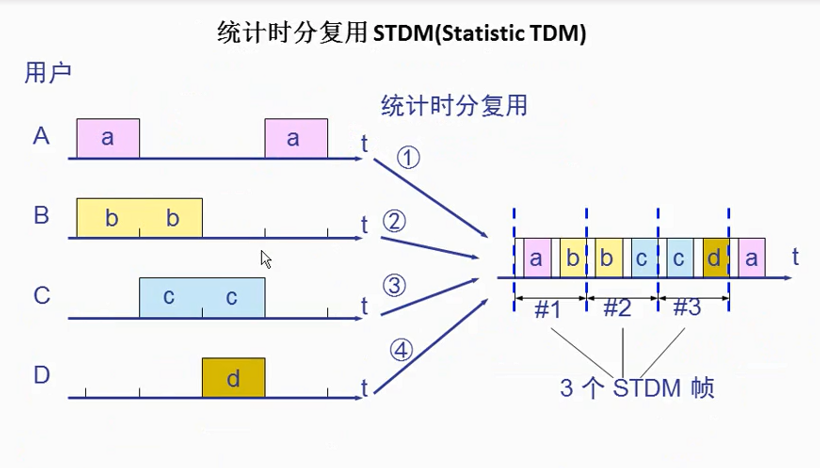 统计时分复用 STDM(Statistic TDM)
用户
统计时分复用
A a a t
①
B b b t
②
a b b c c d a t
C c c t
③
#1 #2 #3
④
D d t
3 个 STDM 帧